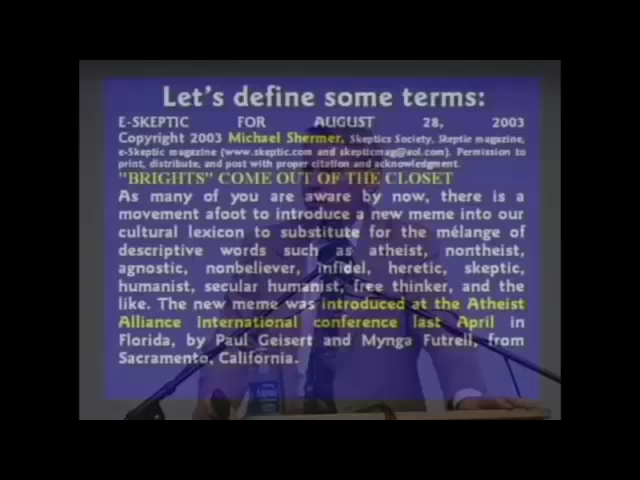 Let's define some terms:
E-SKEPTIC FOR AUGUST 28, 2003
Copyright 2003 Michael Shermer, Skeptics Society, Skeptic magazine,
e-Skeptic magazine (www.skeptic.com and skepticmag@aol.com). Permission to
print, distribute, and post with proper citation and acknowledgment.
"BRIGHTS" COME OUT OF THE CLOSET
As many of you are aware by now, there is a
movement afoot to introduce a new meme into our
cultural lexicon to substitute for the mélange of
descriptive words such as atheist, nontheist,
agnostic, nonbeliever, infidel, heretic, skeptic,
humanist, secular humanist, free thinker, and the
like. The new meme was introduced at the Atheist
Alliance International conference last April in
Florida, by Paul Geisert and Mynga Futrell, from
Sacramento, California.